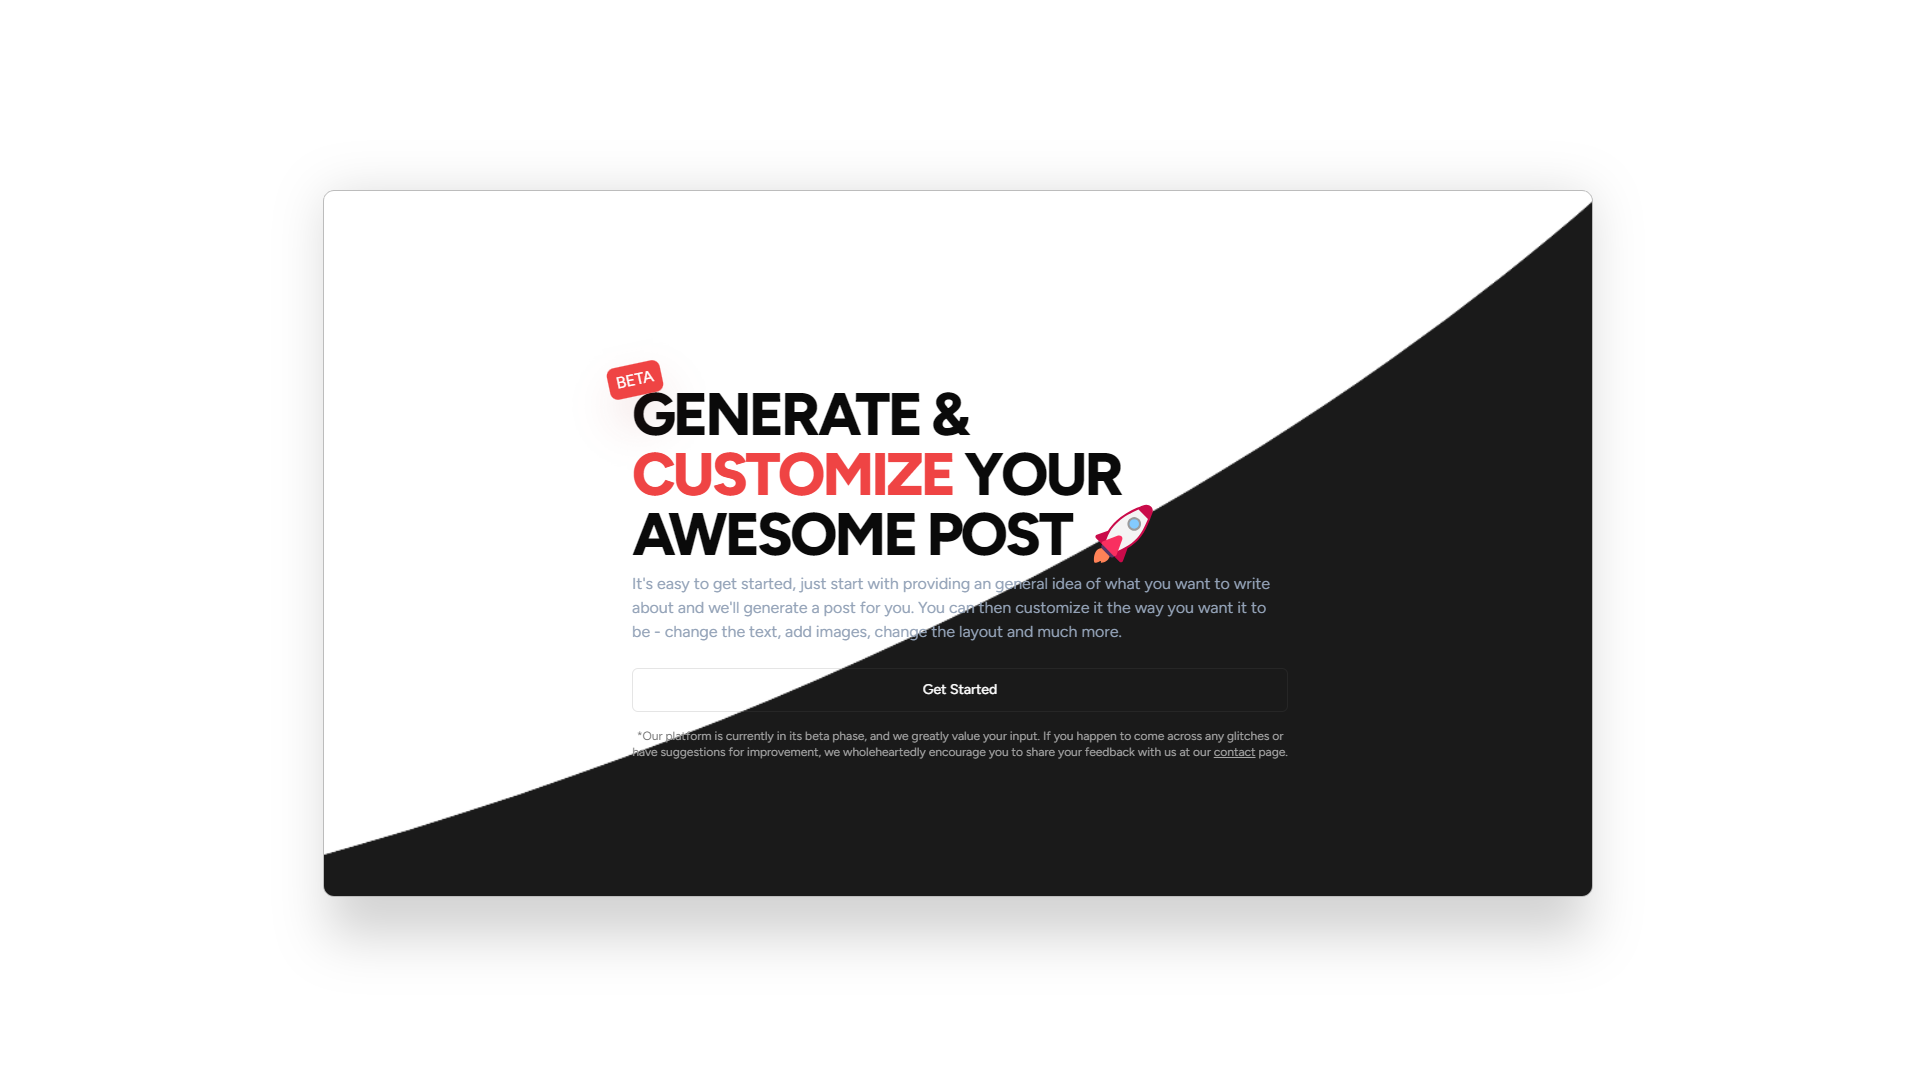 BETA
GENERATE &
CUSTOMIZE YOUR
AWESOME POST 🚀
It's easy to get started, just start with providing an general idea of what you want to write
about and we'll generate a post for you. You can then customize it the way you want it to
be - change the text, add images, change the layout and much more.
Get Started
*Our platform is currently in its beta phase, and we greatly value your input. If you happen to come across any glitches or
have suggestions for improvement, we wholeheartedly encourage you to share your feedback with us at our contact page.